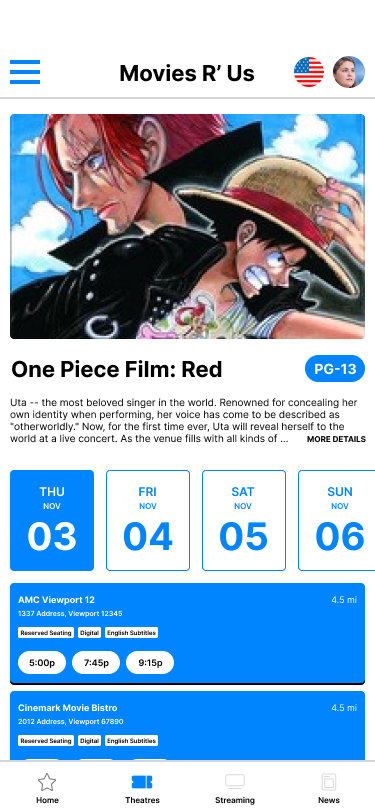 Movies R’ Us
One Piece Film: Red
PG-13
Uta -- the most beloved singer in the world. Renowned for concealing her
own identity when performing, her voice has come to be described as
"otherworldly." Now, for the first time ever, Uta will reveal herself to the
world at a live concert. As the venue fills with all kinds of ... MORE DETAILS
THU FRI SAT SUN
NOV NOV NOV NOV
03 04 05 06
AMC Viewport 12 4.5 mi
1337 Address, Viewport 12345
Reserved Seating Digital English Subtitles
5:00p 7:45p 9:15p
Cinemark Movie Bistro 4.5 mi
2012 Address, Viewport 67890
Reserved Seating Digital English Subtitles
Home Theatres Streaming News